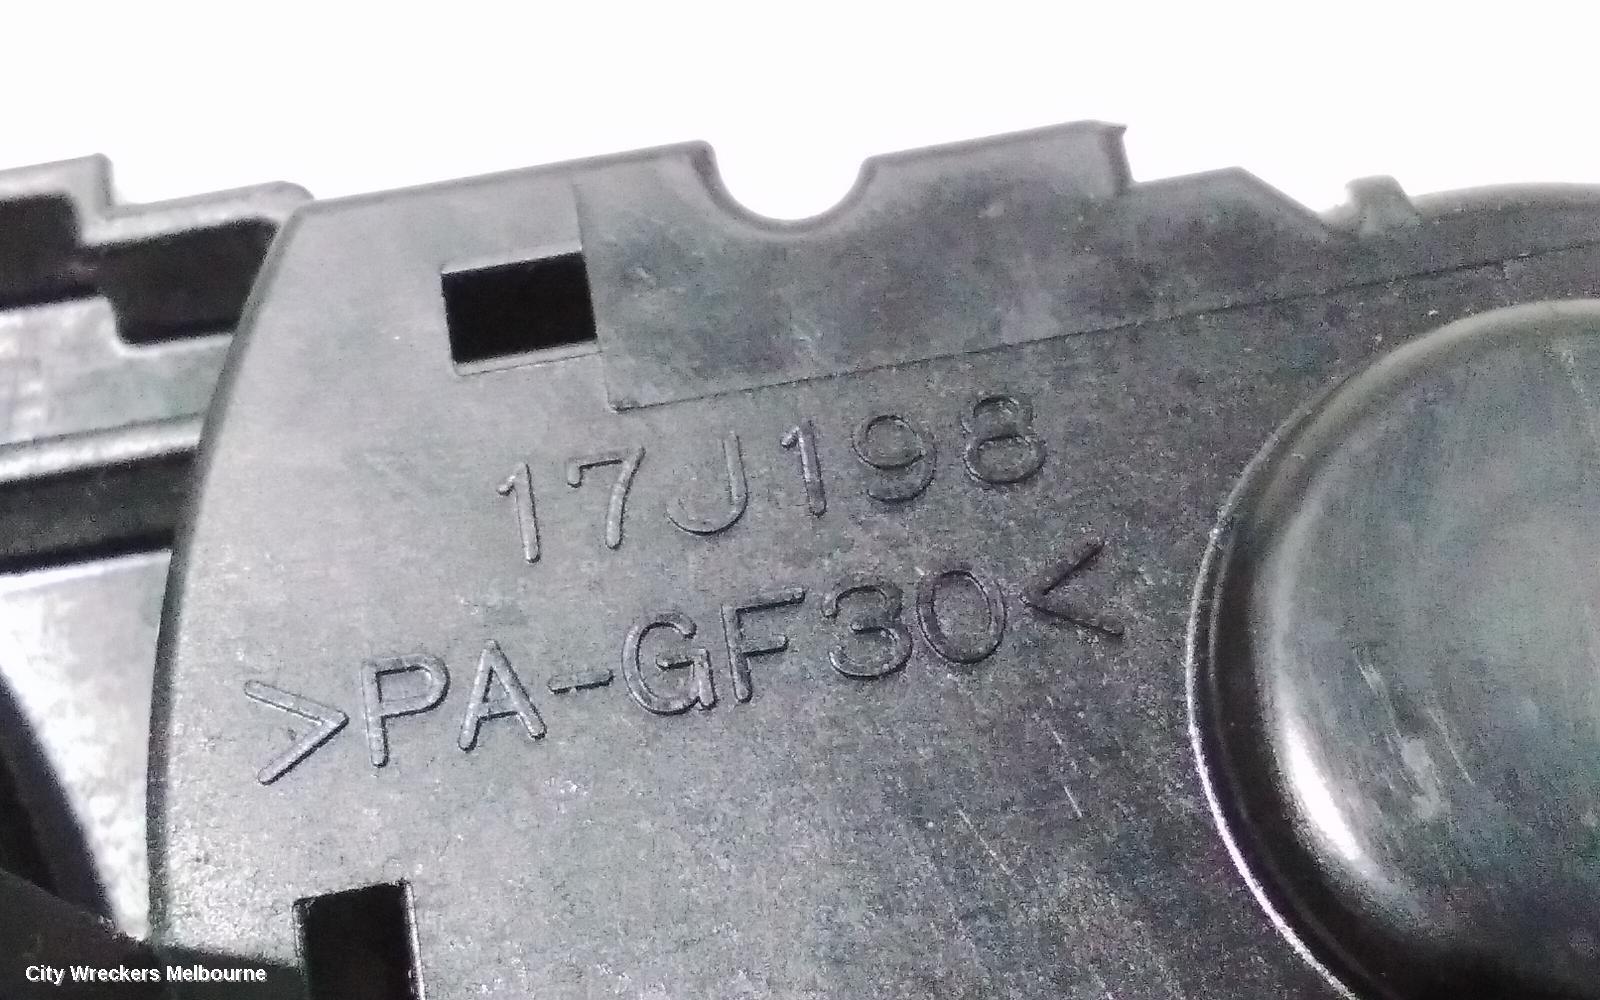 17J198
>PA-GF30<
City Wreckers Melbourne